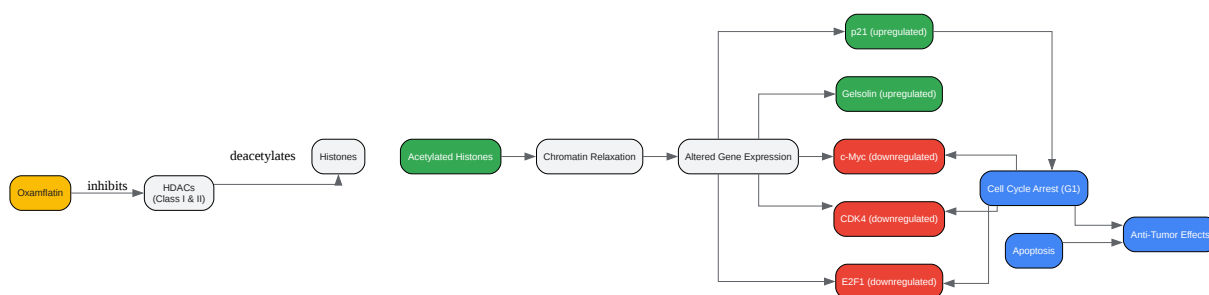 Oxamflatin
inhibits
HDACs
(Class I & II)
deacetylates
Histones
Acetylated Histones
Chromatin Relaxation
Altered Gene Expression
p21 (upregulated)
Gelsolin (upregulated)
c-Myc (downregulated)
CDK4 (downregulated)
E2F1 (downregulated)
Cell Cycle Arrest (G1)
Apoptosis
Anti-Tumor Effects